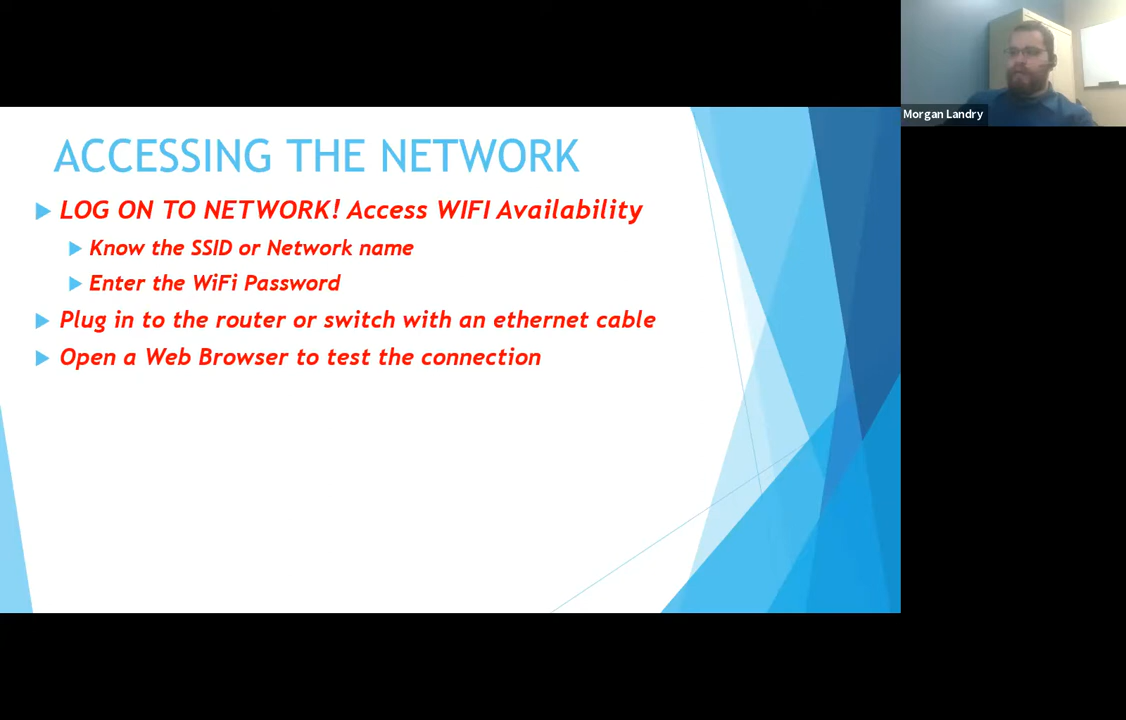 Morgan Landry
ACCESSING THE NETWORK
LOG ON TO NETWORK! Access WIFI Availability
Know the SSID or Network name
Enter the WiFi Password
Plug in to the router or switch with an ethernet cable
Open a Web Browser to test the connection